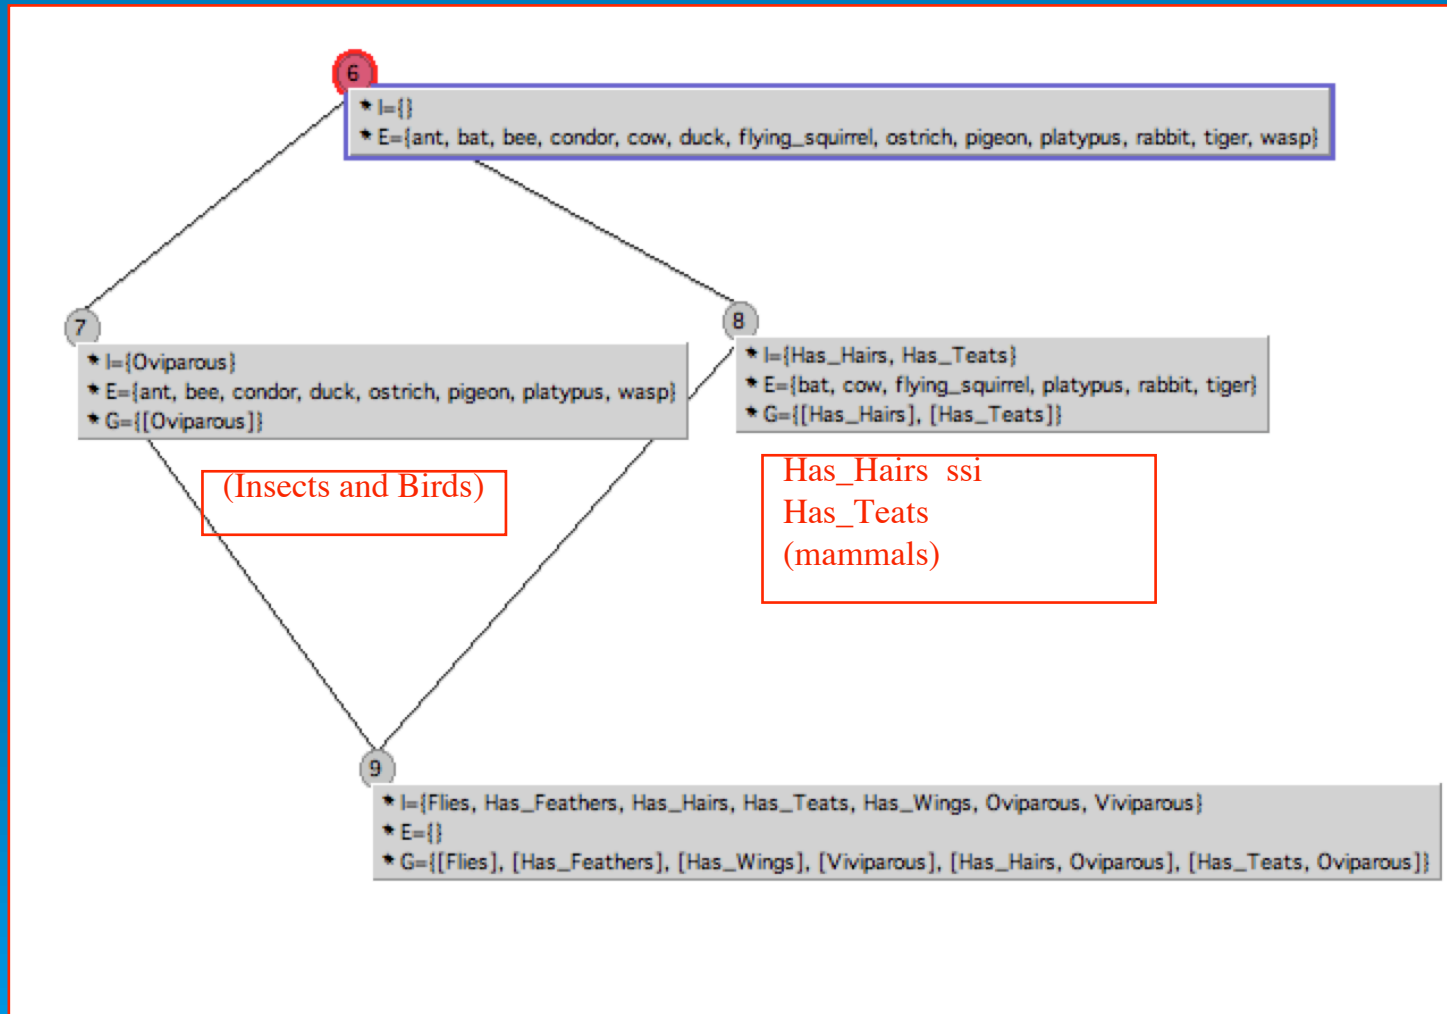 6
* I={}
* E={ant, bat, bee, condor, cow, duck, flying_squirrel, ostrich, pigeon, platypus, rabbit, tiger, wasp}
7
* I={Oviparous}
* E={ant, bee, condor, duck, ostrich, pigeon, platypus, wasp}
* G={[Oviparous]}
8
* I={Has_Hairs, Has_Teats}
* E={bat, cow, flying_squirrel, platypus, rabbit, tiger}
* G={[Has_Hairs], [Has_Teats]}
(Insects and Birds)
Has_Hairs ssi
Has_Teats
(mammals)
9
* I={Flies, Has_Feathers, Has_Hairs, Has_Teats, Has_Wings, Oviparous, Viviparous}
* E={}
* G={[Flies], [Has_Feathers], [Has_Wings], [Viviparous], [Has_Hairs, Oviparous], [Has_Teats, Oviparous]}